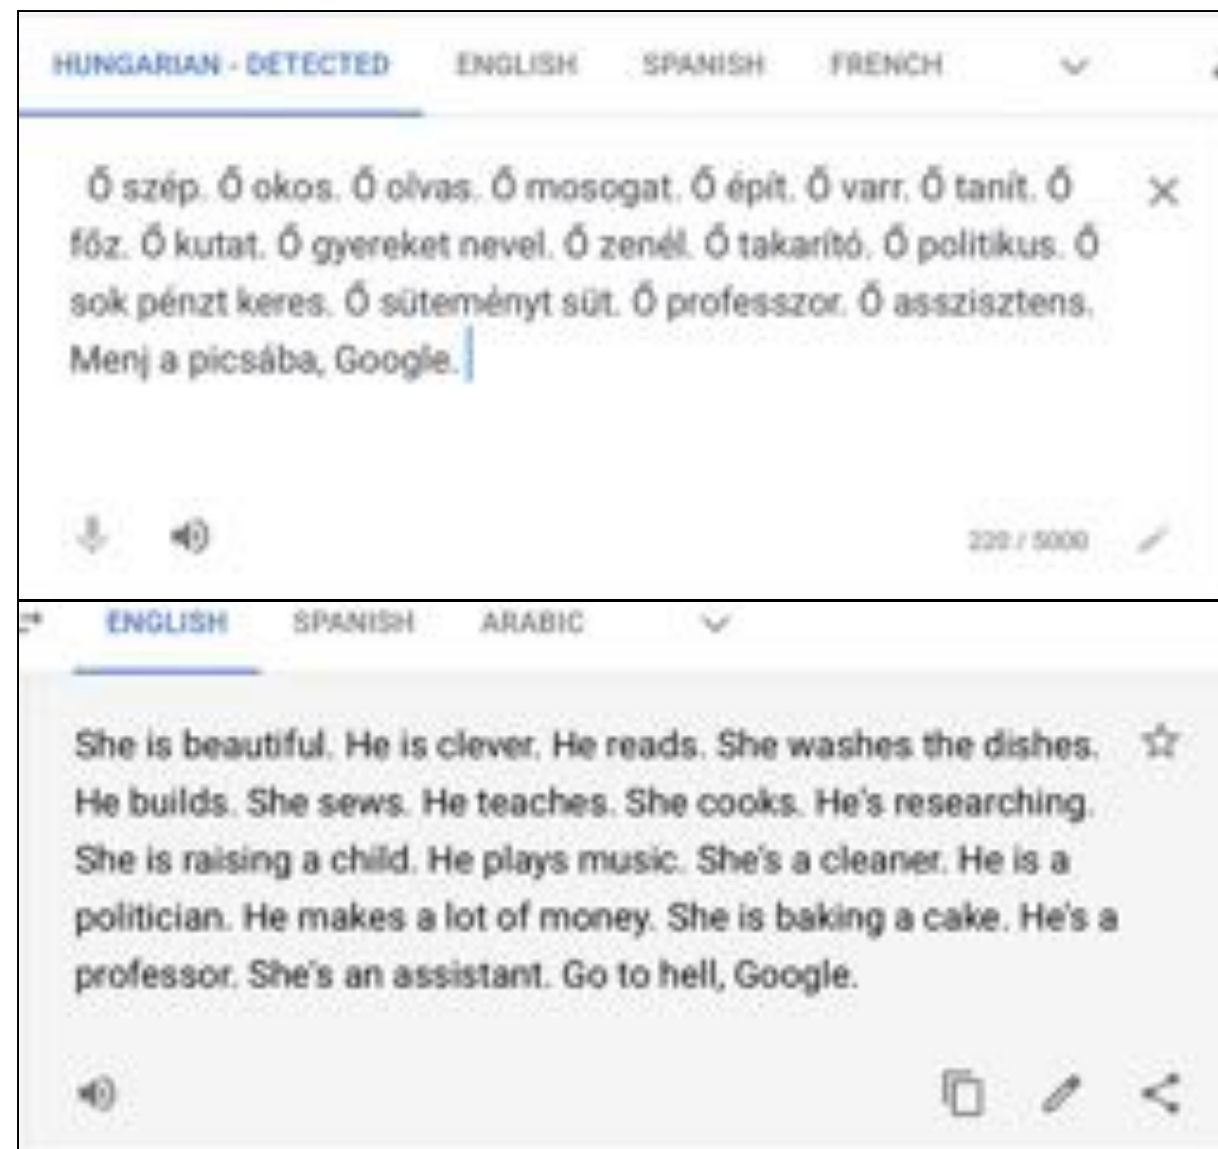 HUNGARIAN - DETECTED ENGLISH SPANISH FRENCH
Ő szép. Ő okos. Ő olvas. Ő mosogat. Ő épít. Ő varr. Ő tanít. Ő
főz. Ő kutat. Ő gyereket nevel. Ő zenél. Ő takarító. Ő politikus. Ő
sok pénzt keres. Ő süteményt süt. Ő professzor. Ő asszisztens.
Menj a picsába, Google.
220 / 5000
ENGLISH SPANISH ARABIC
She is beautiful. He is clever. He reads. She washes the dishes.
He builds. She sews. He teaches. She cooks. He's researching.
She is raising a child. He plays music. She's a cleaner. He is a
politician. He makes a lot of money. She is baking a cake. He's a
professor. She's an assistant. Go to hell, Google.